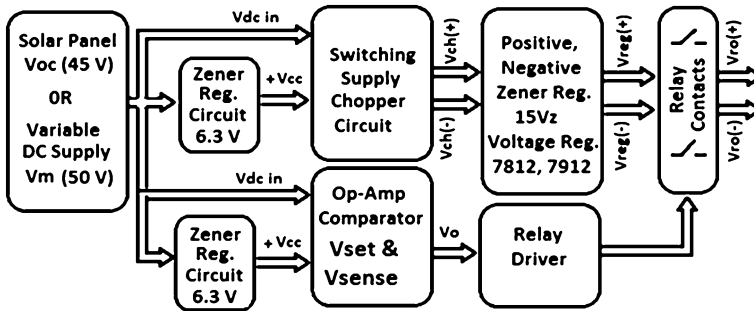 Solar Panel
Voc (45 V)
OR
Variable
DC Supply
Vm (50 V)
Vdc in
Zener
Reg.
Circuit
6.3 V
+Vcc
Switching
Supply
Chopper
Circuit
Vch(+)
Vch(-)
Positive,
Negative
Zener Reg.
15Vz
Voltage Reg.
7812, 7912
Vreg(+)
Vreg(-)
Relay
Contacts
Vro(+)
Vro(-)
Vdc in
Zener
Reg.
Circuit
6.3 V
+ Vcc
Op-Amp
Comparator
Vset &
Vsense
Vo
Relay
Driver